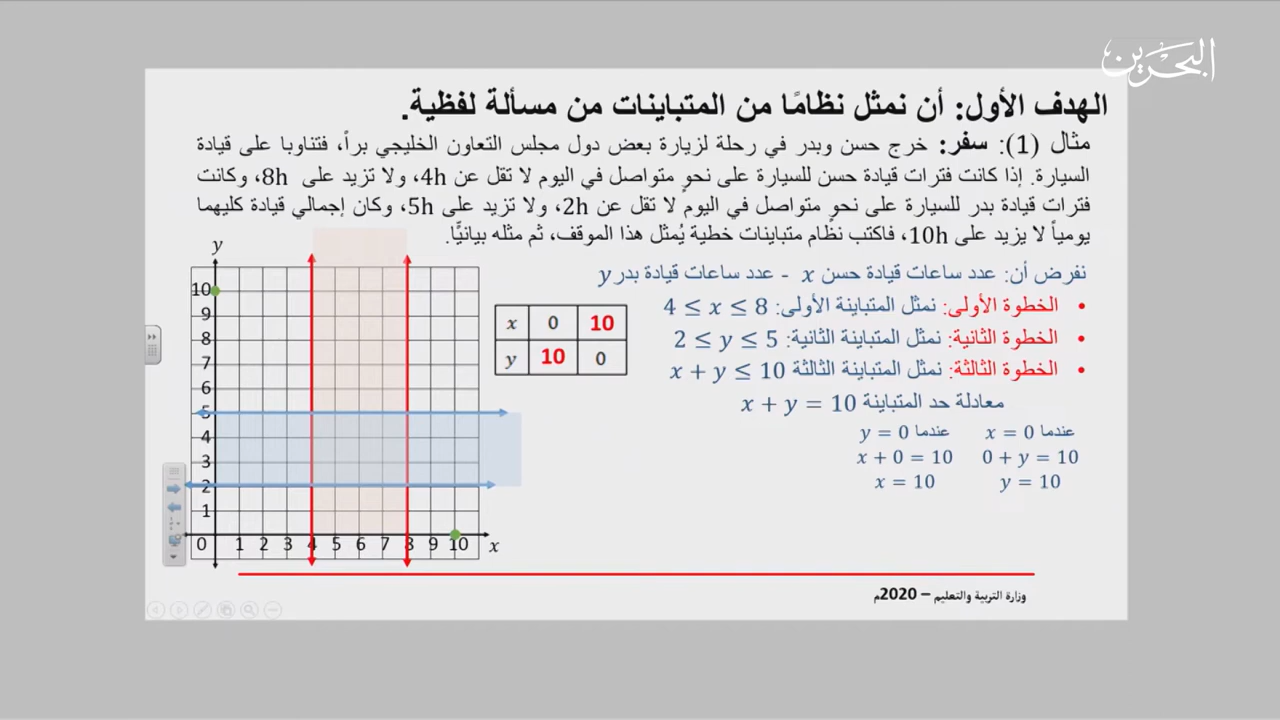 البحرين
الهدف الأول: أن نمثل نظامًا من المتباينات من مسألة لفظية.
مثال (1): سفر: خرج حسن وبدر في رحلة لزيارة بعض دول مجلس التعاون الخليجي براً، فتناوبا على قيادة
السيارة. إذا كانت فترات قيادة حسن للسيارة على نحوٍ متواصل في اليوم لا تقل عن 4h، ولا تزيد على 8h، وكانت
فترات قيادة بدر للسيارة على نحوٍ متواصل في اليوم لا تقل عن 2h، ولا تزيد على 5h، وكان إجمالي قيادة كليهما
يومياً لا يزيد على 10h، فاكتب نظام متباينات خطية يُمثل هذا الموقف، ثم مثله بيانيًّا.
نفرض أن: عدد ساعات قيادة حسن x - عدد ساعات قيادة بدر y
• الخطوة الأولى: نمثل المتباينة الأولى: 4 ≤ x ≤ 8
• الخطوة الثانية: نمثل المتباينة الثانية: 2 ≤ y ≤ 5
• الخطوة الثالثة: نمثل المتباينة الثالثة x + y ≤ 10
معادلة حد المتباينة x + y = 10
عندما x = 0 عندما y = 0
0 + y = 10 x + 0 = 10
y = 10 x = 10
x 0 10
y 10 0
y
10
9
8
7
6
5
4
3
2
1
0 1 2 3 4 5 6 7 8 9 10 x
وزارة التربية والتعليم – 2020م